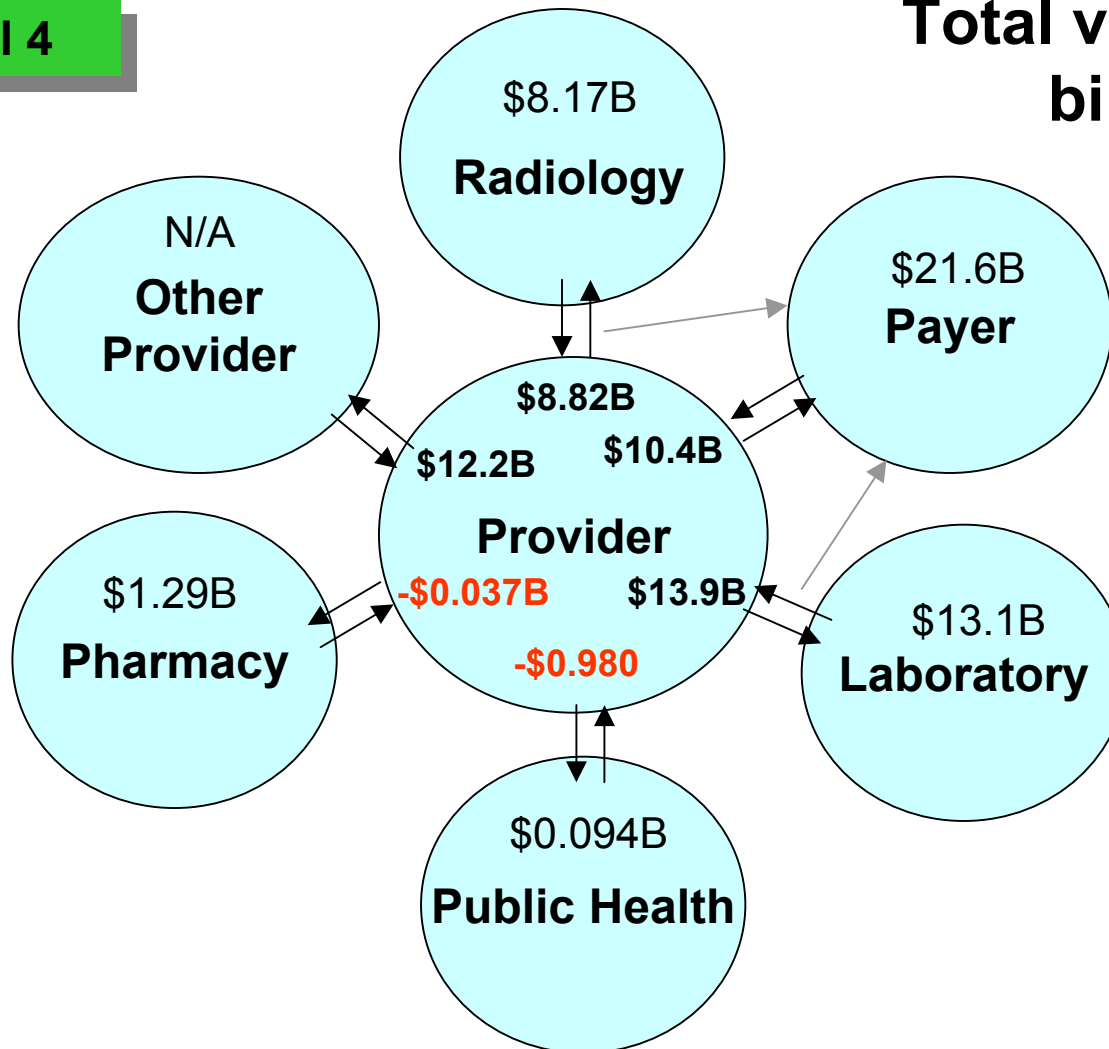 l 4
Total v
bi
$8.17B
Radiology
N/A
Other
Provider
$21.6B
Payer
$8.82B
$12.2B
$10.4B
Provider
-$0.037B
$13.9B
-$0.980
$1.29B
Pharmacy
$13.1B
Laboratory
$0.094B
Public Health